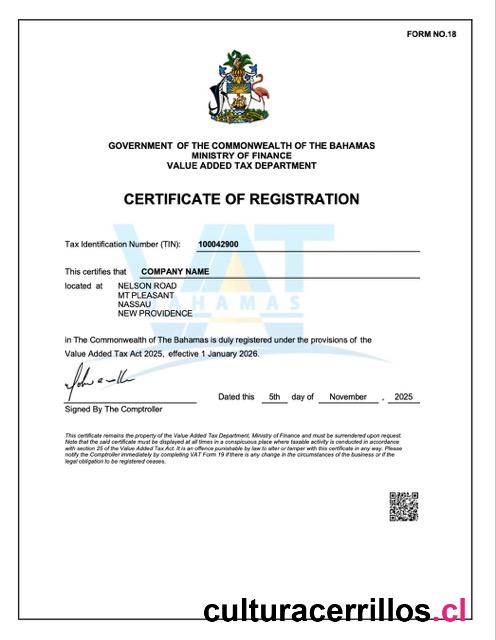 FORM NO.18
GOVERNMENT OF THE COMMONWEALTH OF THE BAHAMAS
MINISTRY OF FINANCE
VALUE ADDED TAX DEPARTMENT
CERTIFICATE OF REGISTRATION
VAT
BAHAMAS
Tax Identification Number (TIN): 100042900
This certifies that COMPANY NAME
located at NELSON ROAD
MT PLEASANT
NASSAU
NEW PROVIDENCE
in The Commonwealth of The Bahamas is duly registered under the provisions of the
Value Added Tax Act 2025, effective 1 January 2026.
Dated this 5th day of November , 2025
Signed By The Comptroller
This certificate remains the property of the Value Added Tax Department, Ministry of Finance and must be surrendered upon request.
Note that the said certificate must be displayed at all times in a conspicuous place where taxable activity is conducted in accordance
with section 25 of the Value Added Tax Act. It is an offence punishable by law to alter or tamper with this certificate in any way. Please
notify the Comptroller immediately by completing VAT Form 19 if there is any change in the circumstances of the business or if the
legal obligation to be registered ceases.
culturacerrillos.cl